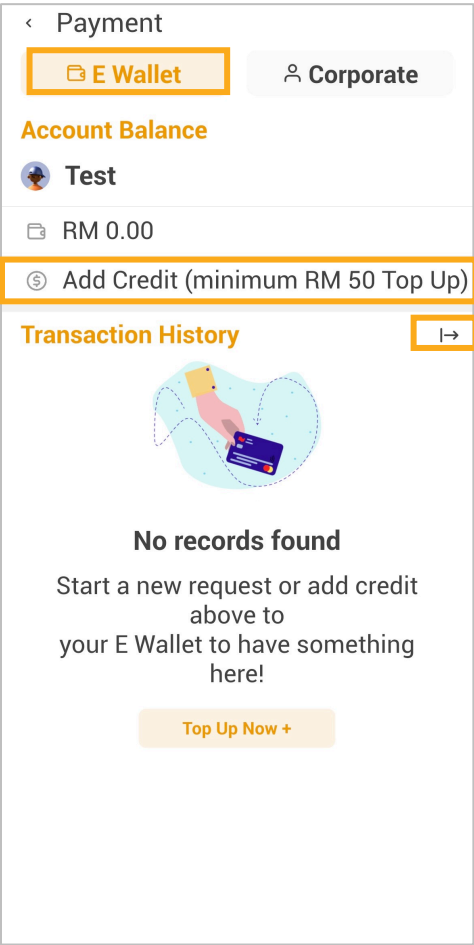 Payment
E Wallet
Corporate
Account Balance
Test
RM 0.00
Add Credit (minimum RM 50 Top Up)
Transaction History
No records found
Start a new request or add credit
above to
your E Wallet to have something
here!
Top Up Now +